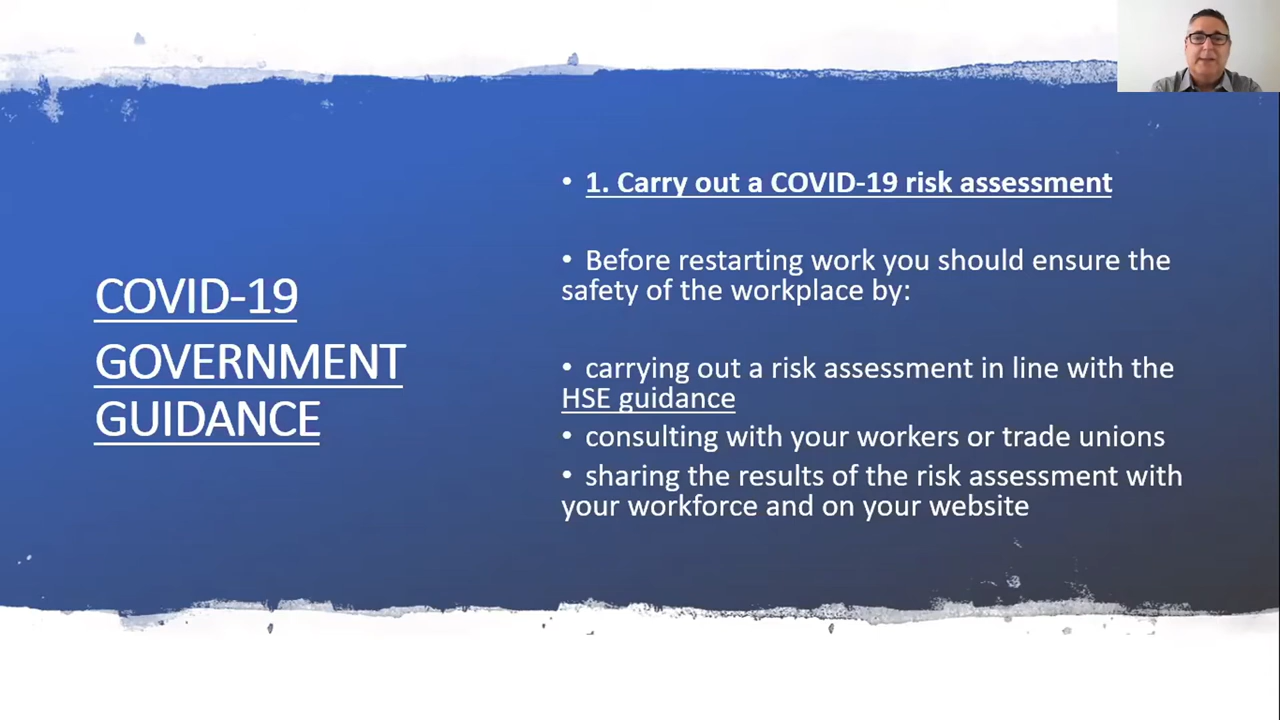 COVID-19
GOVERNMENT
GUIDANCE
• 1. Carry out a COVID-19 risk assessment
• Before restarting work you should ensure the
safety of the workplace by:
• carrying out a risk assessment in line with the
HSE guidance
• consulting with your workers or trade unions
• sharing the results of the risk assessment with
your workforce and on your website